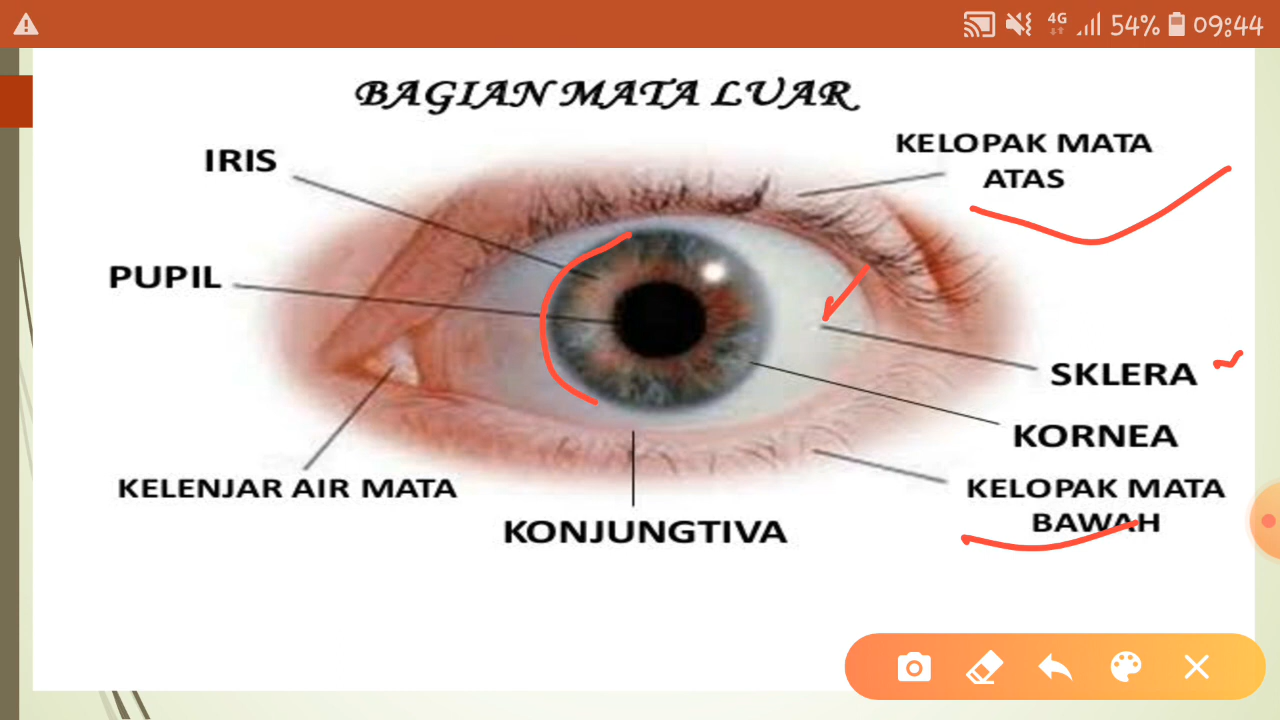 4G 54% 09:44
BAGIAN MATA LUAR
IRIS
KELOPAK MATA
ATAS
PUPIL
SKLERA
KORNEA
KELENJAR AIR MATA
KELOPAK MATA
BAWAH
KONJUNGTIVA